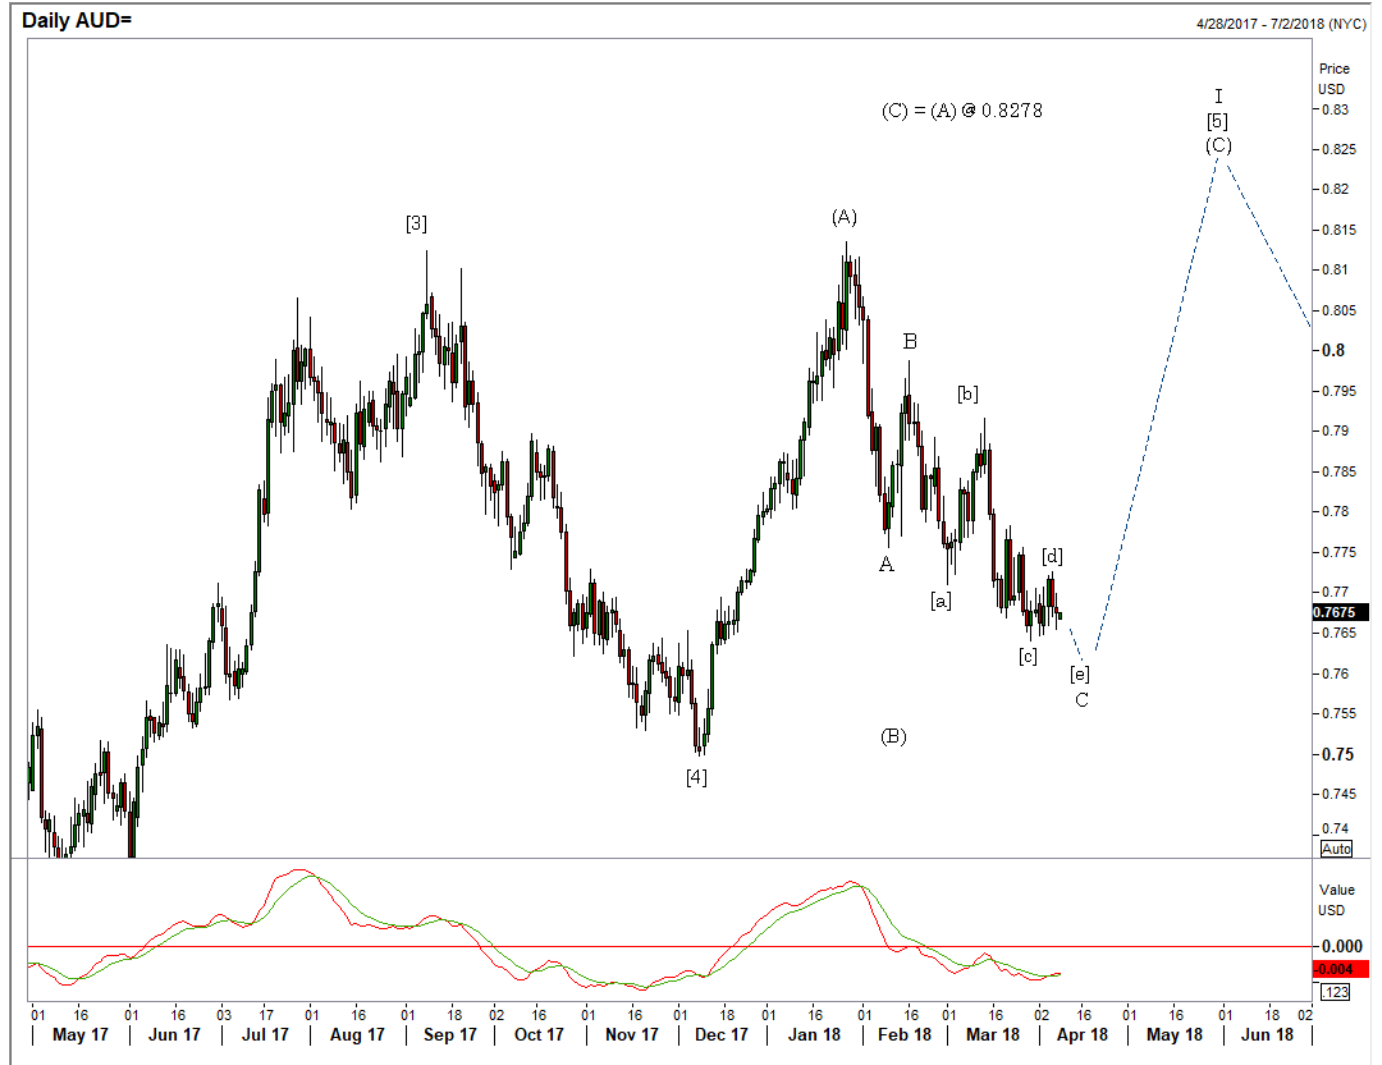 Daily AUD=
4/28/2017 - 7/2/2018 (NYC)
Price
USD
(C) = (A) @ 0.8278
I
[5]
(C)
0.83
0.825
0.82
0.815
0.81
0.805
0.8
0.795
0.79
0.785
0.78
0.775
0.77
0.7675
0.765
0.76
0.755
0.75
0.745
0.74
Auto
[3]
(A)
B
[b]
A
[a]
[d]
[c]
[e]
C
(B)
[4]
Value
USD
0.000
-0.004
.123
01 16 01 16 03 17 01 16 01 18 02 16 01 16 01 18 01 16 01 16 01 16 02 16 01 16 01 18 02
May 17 Jun 17 Jul 17 Aug 17 Sep 17 Oct 17 Nov 17 Dec 17 Jan 18 Feb 18 Mar 18 Apr 18 May 18 Jun 18